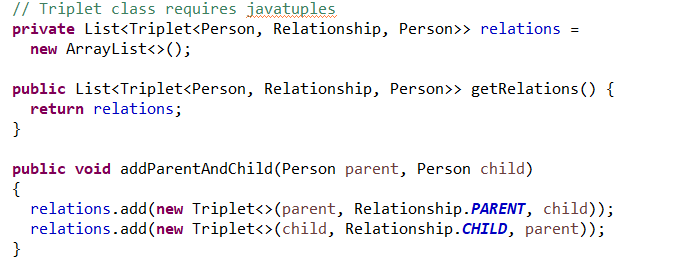 // Triplet class requires javatuples
private List<Triplet<Person, Relationship, Person>> relations =
  new ArrayList<>();

public List<Triplet<Person, Relationship, Person>> getRelations() {
  return relations;
}

public void addParentAndChild(Person parent, Person child)
{
  relations.add(new Triplet<>(parent, Relationship.PARENT, child));
  relations.add(new Triplet<>(child, Relationship.CHILD, parent));
}